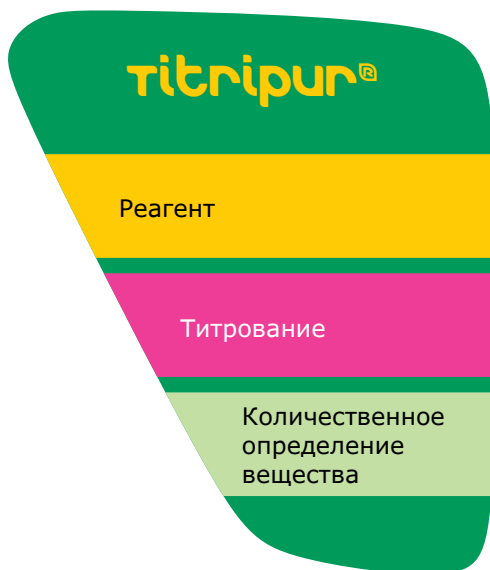 Titripur®
Реагент
Титрование
Количественное
определение
вещества